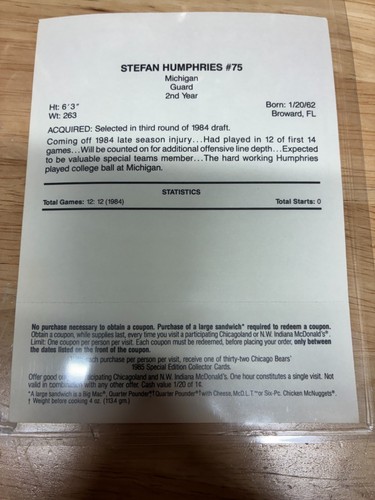 STEFAN HUMPHRIES #75
Michigan
Guard
2nd Year
Ht: 6'3" Born: 1/20/62
Wt: 263 Broward, FL
ACQUIRED: Selected in third round of 1984 draft.
Coming off 1984 late season injury...Had played in 12 of first 14
games...Will be counted on for additional offensive line depth...Expected
to be valuable special teams member...The hard working Humphries
played college ball at Michigan.
STATISTICS
Total Games: 12: 12 (1984) Total Starts: 0
No purchase necessary to obtain a coupon. Purchase of a large sandwich* required to redeem a coupon.
Obtain a coupon, while supplies last, every time you visit a participating Chicagoland or N.W. Indiana McDonald's®.
Limit: One coupon per person per visit. Each coupon must be redeemed, before placing your order, only between
the dates listed on the front of the coupon.
each purchase per person per visit, receive one of thirty-two Chicago Bears'
1985 Special Edition Collector Cards.
Offer good on participating Chicagoland and N.W. Indiana McDonald's. One hour constitutes a single visit. Not
valid in combination with any other offer. Cash value 1/20 of 1¢.
*A large sandwich is a Big Mac®, Quarter Pounder®† Quarter Pounder®† with Cheese, McD.L.T.™ or Six-Pc. Chicken McNuggets®.
† Weight before cooking 4 oz. (113.4 gm.)